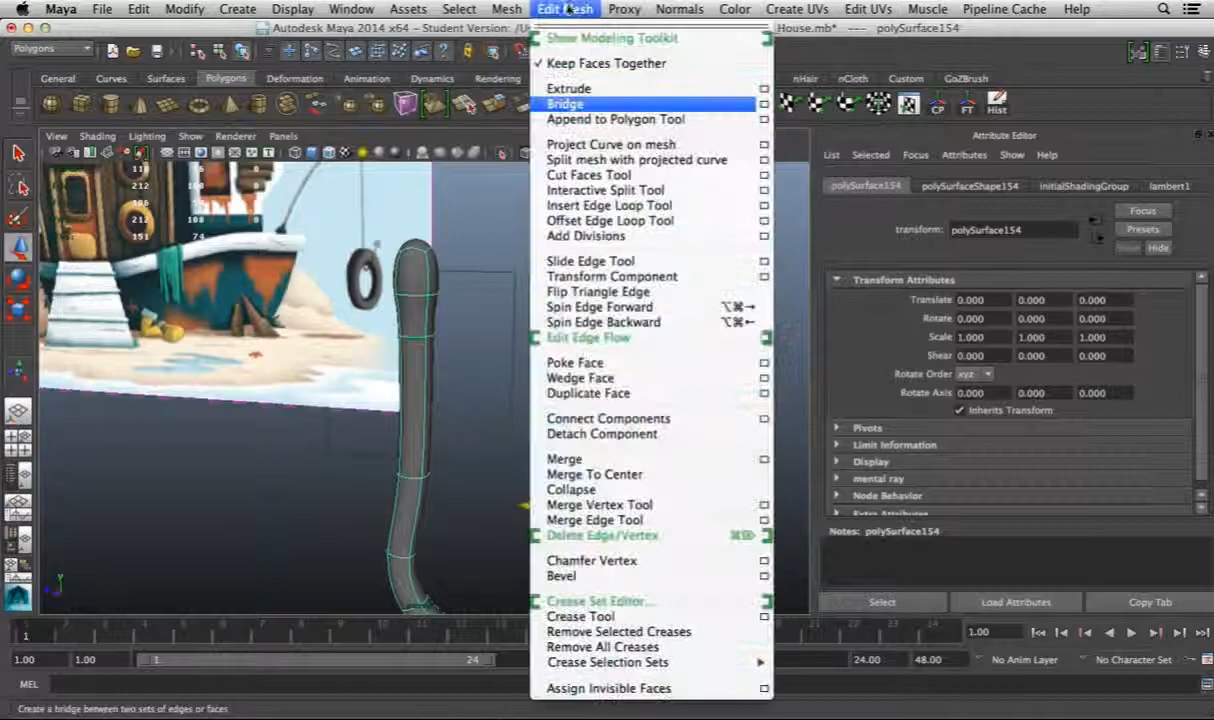 Maya File Edit Modify Create Display Window Assets Select Mesh Edit Mesh Proxy Normals Color Create UVs Edit UVs Muscle Pipeline Cache Help
Autodesk Maya 2014 x64 - Student Version: /U House.mb* --- polySurface154
Polygons
General Curves Surfaces Polygons Deformation Animation Dynamics Rendering nHair nCloth Custom GoZBrush
CP FT Hist
View Shading Lighting Show Renderer Panels
212 108 0
219 108 0
151 74 0
Show Modeling Toolkit
Keep Faces Together
Extrude
Bridge
Append to Polygon Tool
Project Curve on mesh
Split mesh with projected curve
Cut Faces Tool
Interactive Split Tool
Insert Edge Loop Tool
Offset Edge Loop Tool
Add Divisions
Slide Edge Tool
Transform Component
Flip Triangle Edge
Spin Edge Forward ⌥⌘→
Spin Edge Backward ⌥⌘←
Edit Edge Flow
Poke Face
Wedge Face
Duplicate Face
Connect Components
Detach Component
Merge
Merge To Center
Collapse
Merge Vertex Tool
Merge Edge Tool
Delete Edge/Vertex
Chamfer Vertex
Bevel
Crease Set Editor...
Crease Tool
Remove Selected Creases
Remove All Creases
Crease Selection Sets
Assign Invisible Faces
Attribute Editor
List Selected Focus Attributes Show Help
polySurface154 polySurfaceShape154 initialShadingGroup lambert1
Focus
transform: polySurface154 Presets
Hide
Transform Attributes
Translate 0.000 0.000 0.000
Rotate 0.000 0.000 0.000
Scale 1.000 1.000 1.000
Shear 0.000 0.000 0.000
Rotate Order xyz
Rotate Axis 0.000 0.000 0.000
Inherits Transform
Pivots
Limit Information
Display
mental ray
Node Behavior
Extra Attributes
Notes: polySurface154
Select Load Attributes Copy Tab
y
1 24 1.00
1.00 1.00 1 24 24.00 48.00 No Anim Layer No Character Set
MEL
Create a bridge between two sets of edges or faces